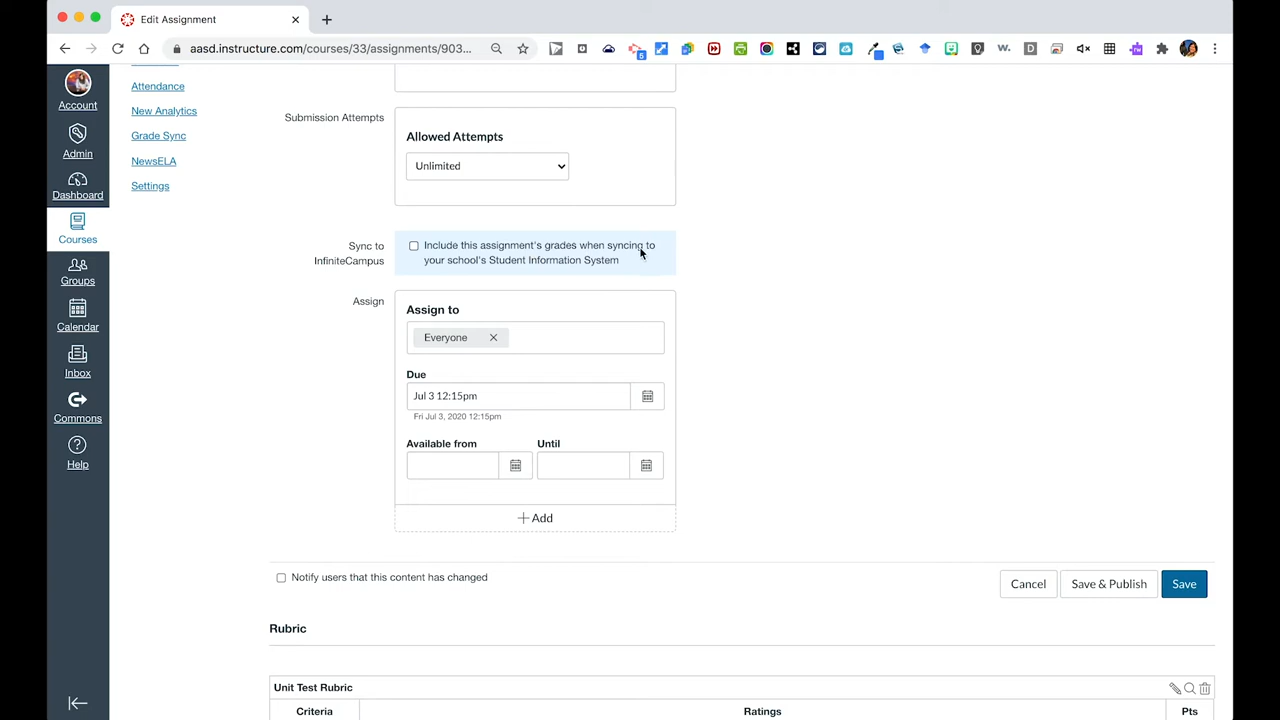 Edit Assignment
aasd.instructure.com/courses/33/assignments/903...
5
w.
D
rw
Account
Admin
Dashboard
Courses
Groups
Calendar
Inbox
Commons
Help
Attendance
New Analytics
Grade Sync
NewsELA
Settings
Submission Attempts
Allowed Attempts
Unlimited
Sync to
InfiniteCampus
Include this assignment's grades when syncing to
your school's Student Information System
Assign
Assign to
Everyone
Due
Jul 3 12:15pm
Fri Jul 3, 2020 12:15pm
Available from
Until
Add
Notify users that this content has changed
Cancel
Save & Publish
Save
Rubric
Unit Test Rubric
Criteria
Ratings
Pts